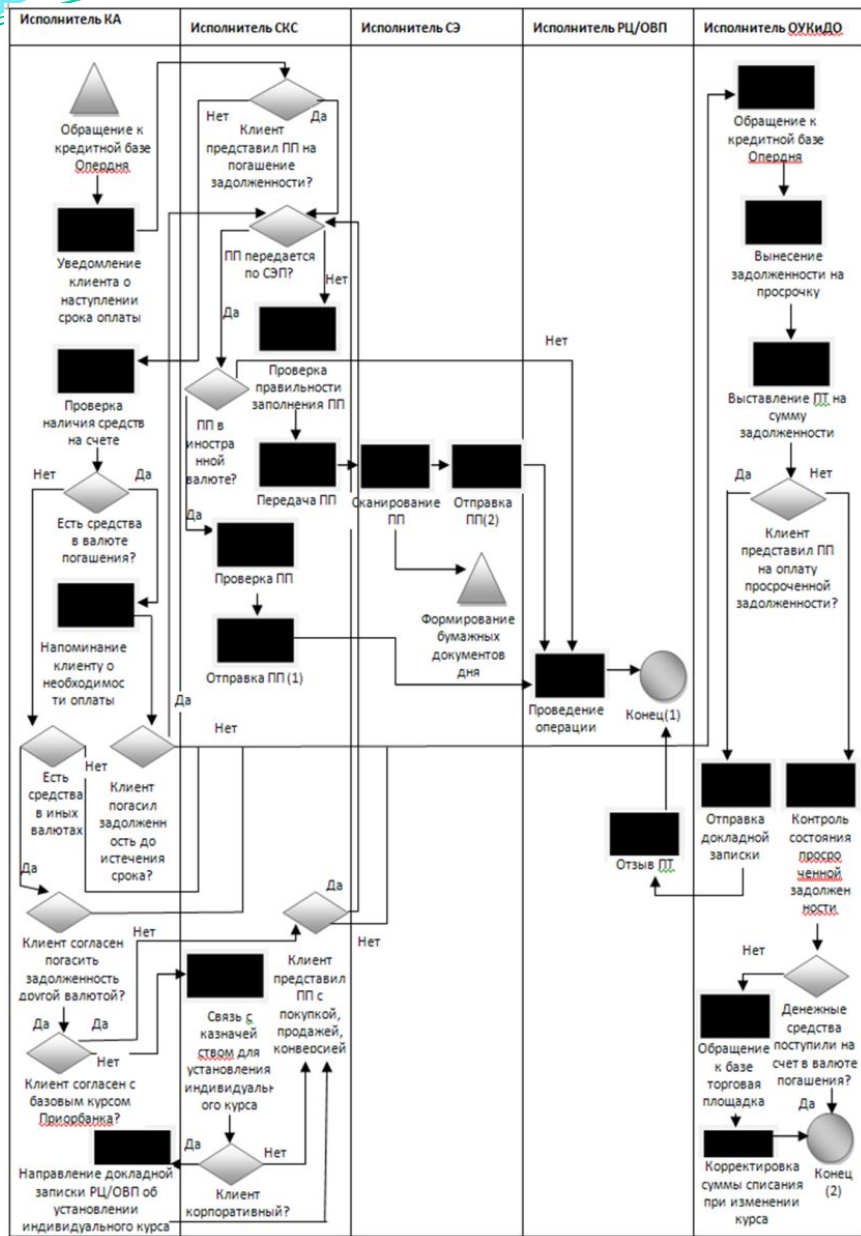 Исполнитель КА
Исполнитель СКС
Исполнитель СЭ
Исполнитель РЦ/ОВП
Исполнитель ОУКиДО
Обращение к
кредитной базе
Опердня
Уведомление
клиента о
наступлении
срока оплаты
Проверка
наличия средств
на счете
Нет
Да
Есть средства
в валюте
погашения?
Напоминание
клиенту о
необходимос
ти оплаты
Есть
средства
в иных
валютах
Нет
Клиент
погасил
задолженн
ость до
истечения
срока?
Да
Нет
Да
Клиент согласен
погасить
задолженность
другой валютой?
Нет
Да
Да
Нет
Клиент согласен с
базовым курсом
Приорбанка?
Направление докладной
записки РЦ/ОВП об
установлении
индивидуального курса
Нет
Да
Клиент
представил ПП на
погашение
задолженности?
ПП передается
по СЭП?
Нет
Да
Проверка
правильности
заполнения ПП
ПП в
иностра
нной
валюте?
Нет
Да
Передача ПП
Проверка ПП
Отправка ПП (1)
Связь с
казначей
ством для
установления
индивидуальн
ого курса
Да
Нет
Клиент
корпоративный?
Да
Нет
Клиент
представил
ПП с
покупкой,
продажей,
конверсией
Сканирование
ПП
Отправка
ПП(2)
Формирование
бумажных
документов
дня
Проведение
операции
Конец(1)
Отзыв ПТ
Обращение к
кредитной базе
Опердня
Вынесение
задолженности на
просрочку
Выставление ПТ на
сумму
задолженности
Да
Нет
Клиент
представил ПП
на оплату
просроченной
задолженности?
Отправка
докладной
записки
Контроль
состояния
просро
ченной
задолжен
ности
Нет
Денежные
средства
поступили на
счет в валюте
погашения?
Да
Обращение
к базе
торговая
площадка
Корректировка
суммы списания
при изменении
курса
Конец
(2)